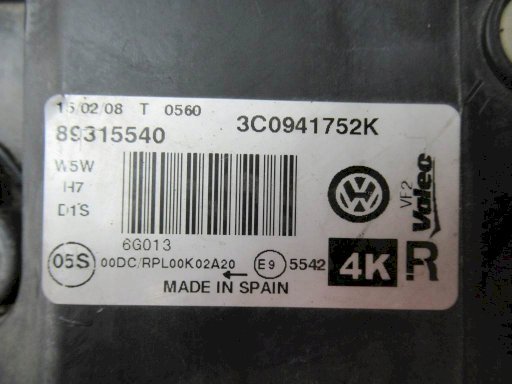 15/02/08 T 0560
89315540 3C0941752K
W5W
H7
D1S
6G013
VF2
Valeo
05S 00DC/RPL00K02A20 E9 5542 4K R
MADE IN SPAIN